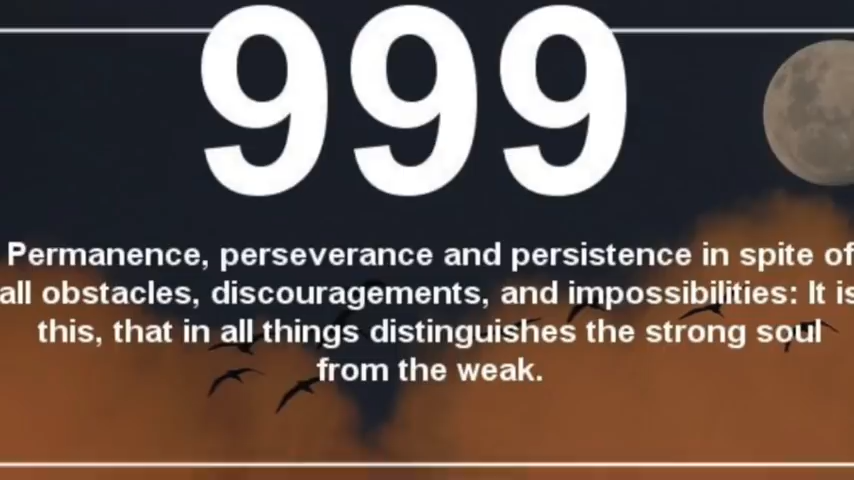 999
Permanence, perseverance and persistence in spite of
all obstacles, discouragements, and impossibilities: It is
this, that in all things distinguishes the strong soul
from the weak.